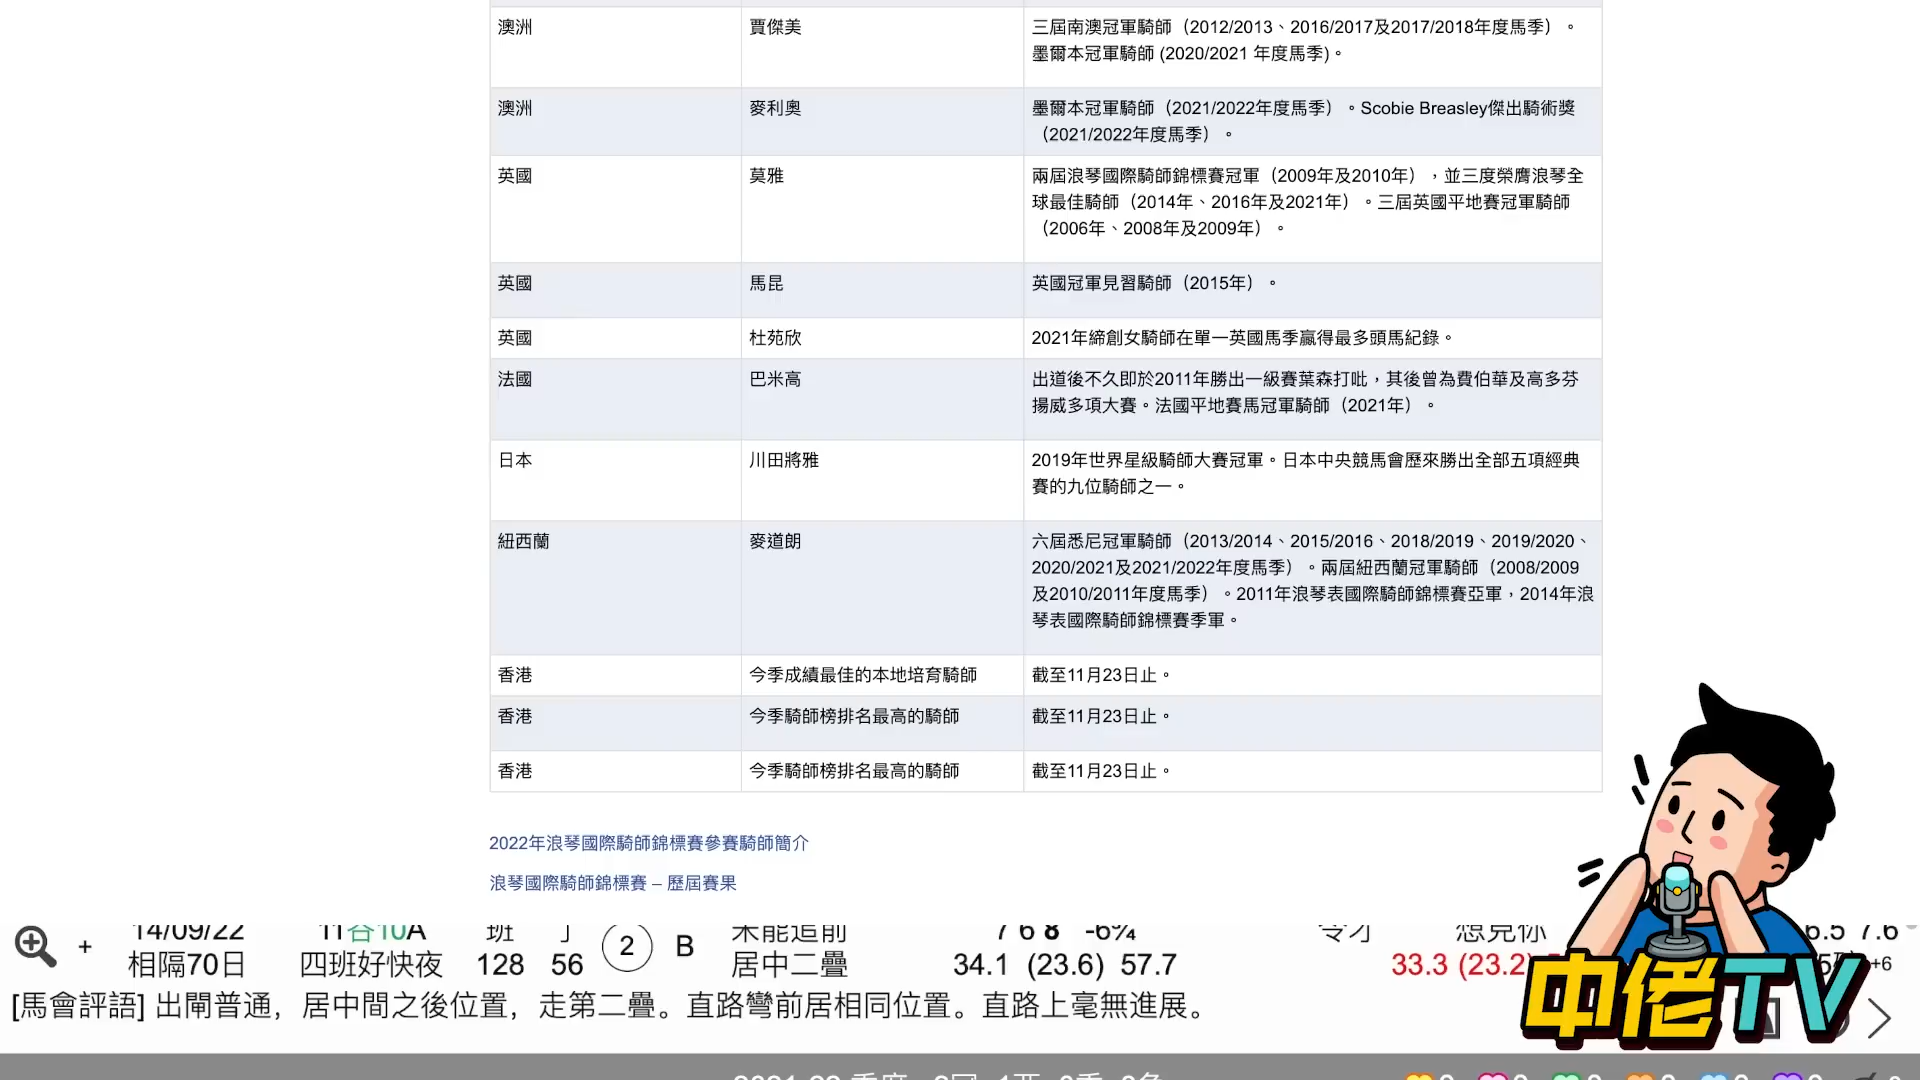 澳洲 賈傑美 三屆南澳冠軍騎師（2012/2013、2016/2017及2017/2018年度馬季）。
墨爾本冠軍騎師 (2020/2021 年度馬季)。
澳洲 麥利奧 墨爾本冠軍騎師（2021/2022年度馬季）。Scobie Breasley傑出騎術獎
（2021/2022年度馬季）。
英國 莫雅 兩屆浪琴國際騎師錦標賽冠軍（2009年及2010年），並三度榮膺浪琴全
球最佳騎師（2014年、2016年及2021年）。三屆英國平地賽冠軍騎師
（2006年、2008年及2009年）。
英國 馬昆 英國冠軍見習騎師（2015年）。
英國 杜苑欣 2021年締創女騎師在單一英國馬季贏得最多頭馬紀錄。
法國 巴米高 出道後不久即於2011年勝出一級賽葉森打吡，其後曾為費伯華及高多芬
揚威多項大賽。法國平地賽馬冠軍騎師（2021年）。
日本 川田將雅 2019年世界星級騎師大賽冠軍。日本中央競馬會歷來勝出全部五項經典
賽的九位騎師之一。
紐西蘭 麥道朗 六屆悉尼冠軍騎師（2013/2014、2015/2016、2018/2019、2019/2020、
2020/2021及2021/2022年度馬季）。兩屆紐西蘭冠軍騎師（2008/2009
及2010/2011年度馬季）。2011年浪琴表國際騎師錦標賽亞軍，2014年浪
琴表國際騎師錦標賽季軍。
香港 今季成績最佳的本地培育騎師 截至11月23日止。
香港 今季騎師榜排名最高的騎師 截至11月23日止。
香港 今季騎師榜排名最高的騎師 截至11月23日止。
2022年浪琴國際騎師錦標賽參賽騎師簡介
浪琴國際騎師錦標賽 – 歷屆賽果
+ 14/09/22 11谷10A 班 2 B 未能追前 7 6 8 -6¾ 想見你 6.5 7.6
相隔70日 四班好快夜 128 56 居中二疊 34.1 (23.6) 57.7 33.3 (23.2) +6
[馬會評語] 出閘普通，居中間之後位置，走第二疊。直路彎前居相同位置。直路上毫無進展。
中佬TV